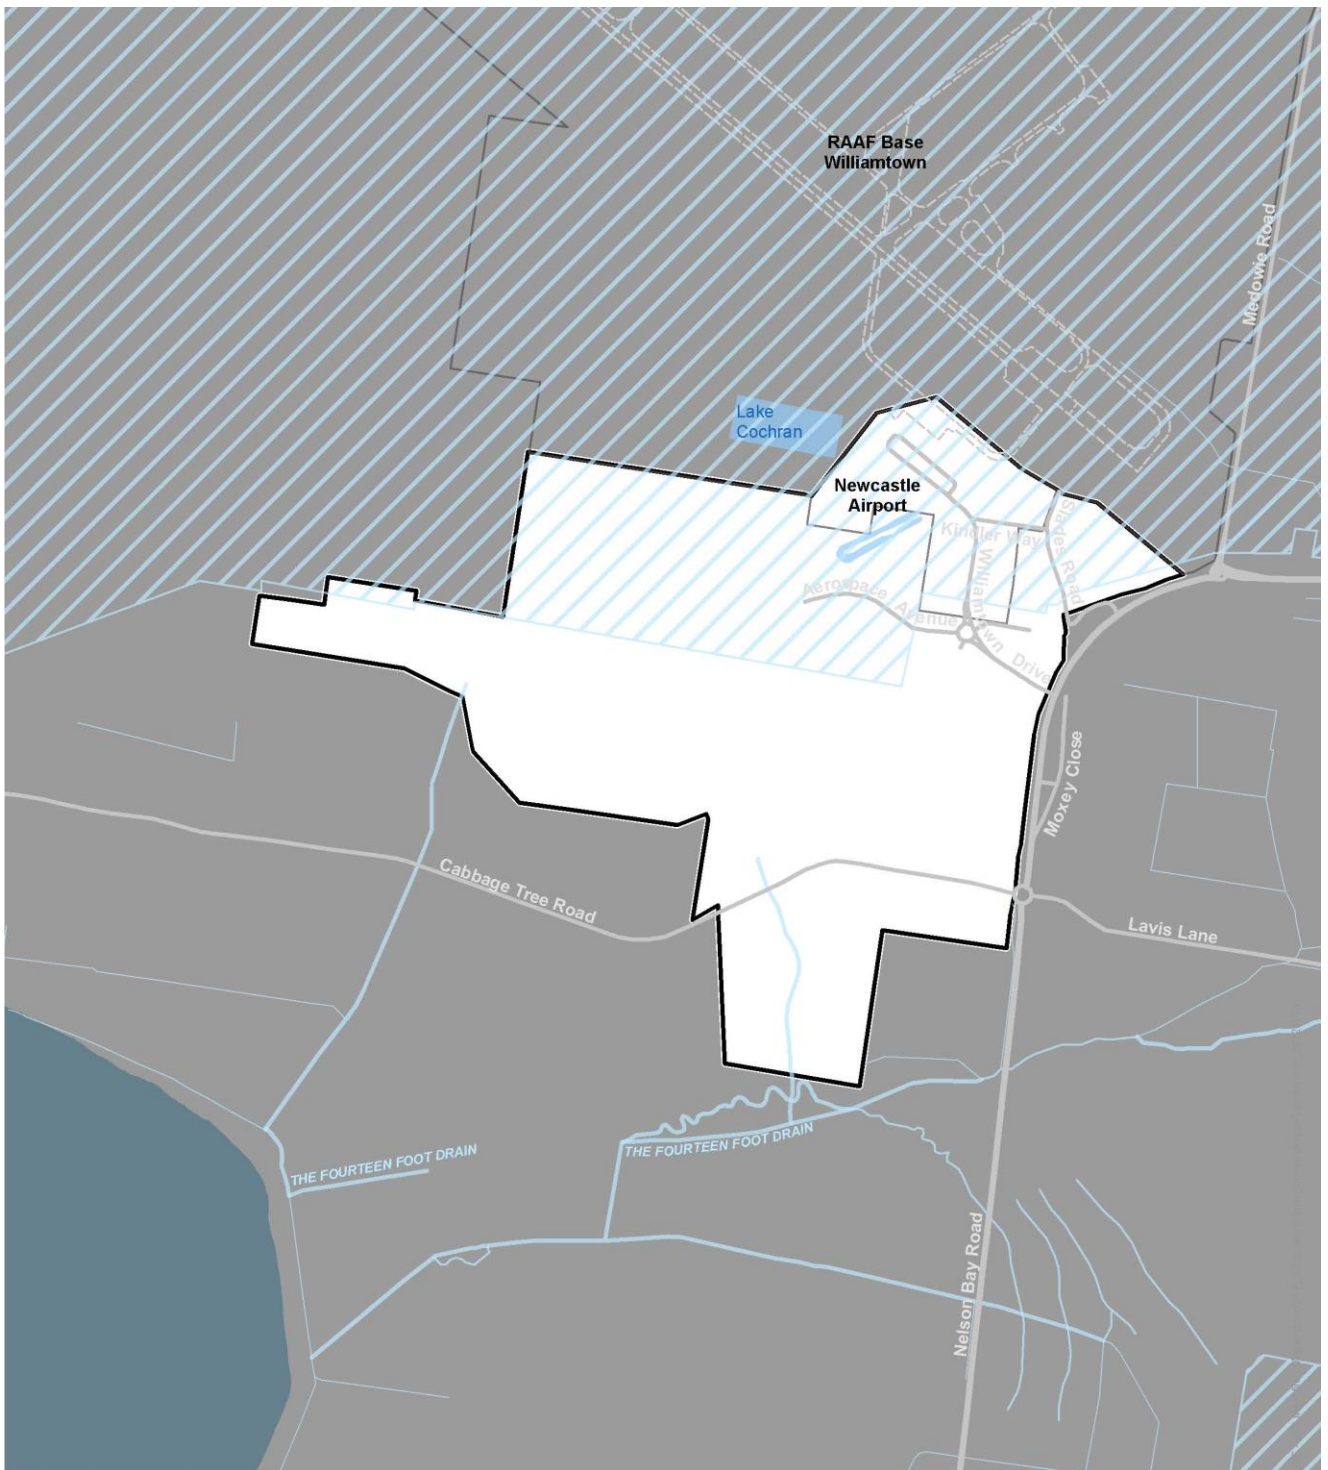 RAAF Base
Williamtown
Medowie Road
Lake
Cochran
Newcastle
Airport
Kindler Way
Slades Road
Aerospace Avenue
Williamtown Drive
Moxey Close
Cabbage Tree Road
Lavis Lane
THE FOURTEEN FOOT DRAIN
THE FOURTEEN FOOT DRAIN
Nelson Bay Road